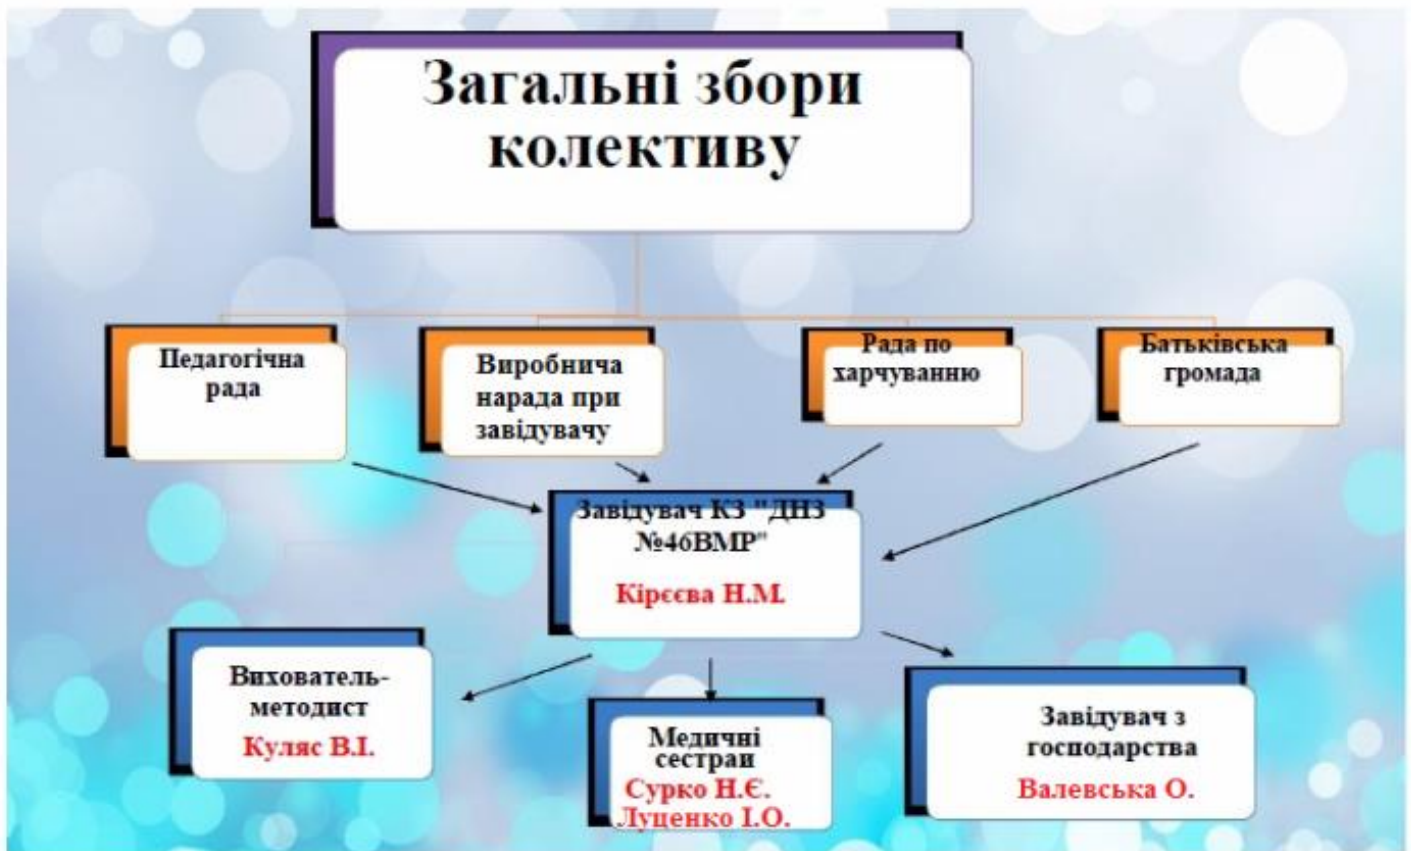 Загальні збори
колективу
Педагогічна
рада
Виробнича
нарада при
завідувачу
Рада по
харчуванню
Батьківська
громада
Завідувач КЗ "ДНЗ
№46ВМР"
Кірєєва Н.М.
Вихователь-
методист
Куляс В.І.
Медичні
сестраи
Сурко Н.Є.
Луценко І.О.
Завідувач з
господарства
Валевська О.